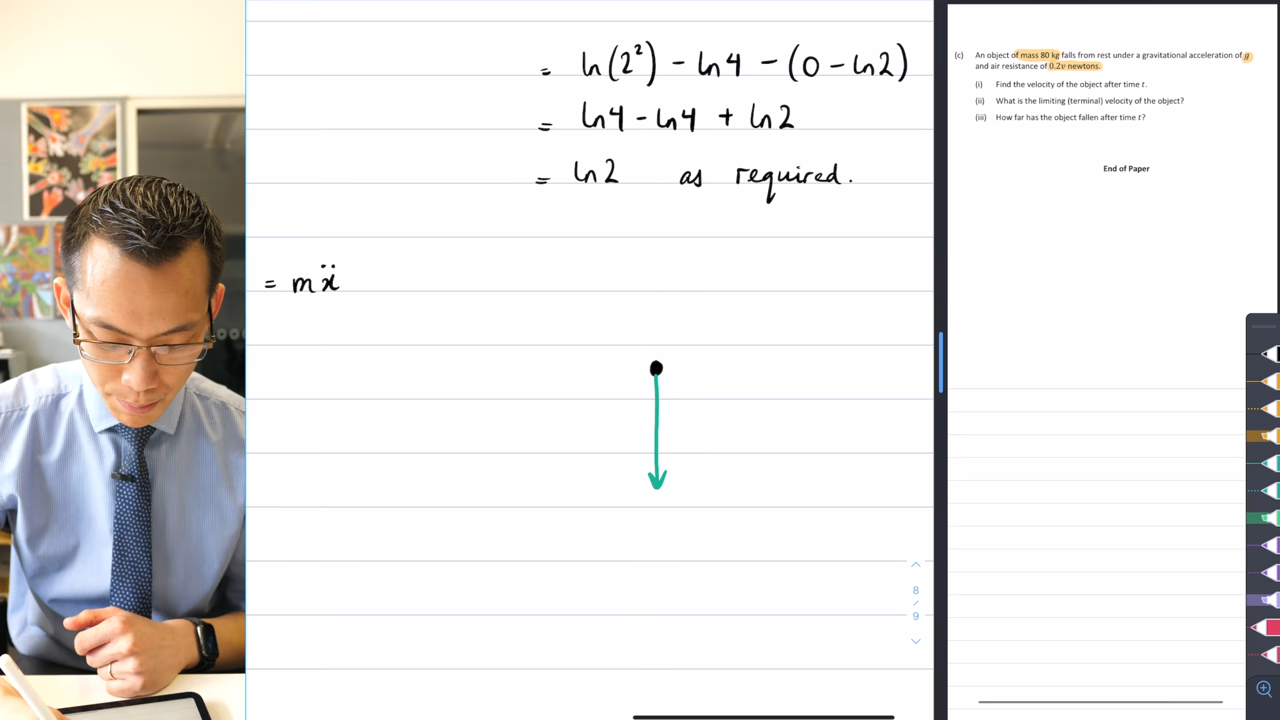 = ln(2²) - ln4 - (0 - ln2)
= ln4 - ln4 + ln2
= ln2 as required.
= mẍ
8
/
9
(c) An object of mass 80 kg falls from rest under a gravitational acceleration of g
and air resistance of 0.2v newtons.
(i) Find the velocity of the object after time t.
(ii) What is the limiting (terminal) velocity of the object?
(iii) How far has the object fallen after time t?
End of Paper